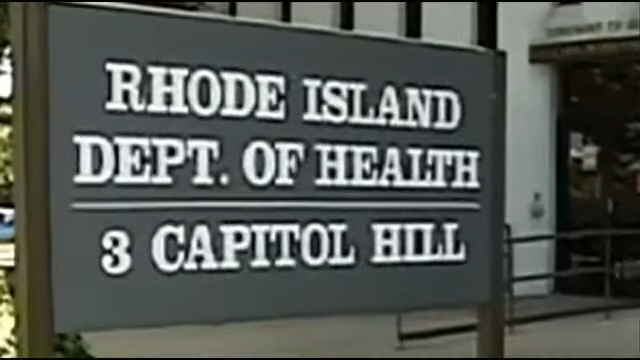 RHODE ISLAND
DEPT. OF HEALTH
3 CAPITOL HILL